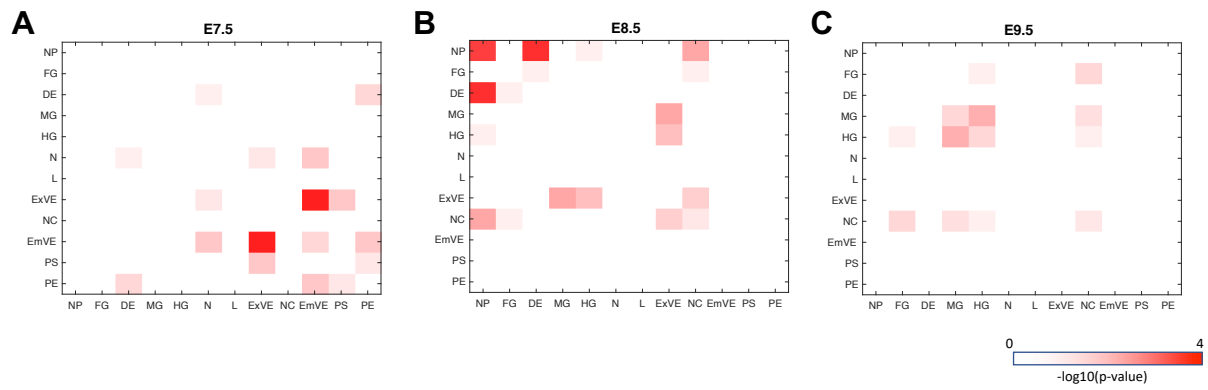 A
E7.5
NP
FG
DE
MG
HG
N
L
ExVE
NC
EmVE
PS
PE
NP FG DE MG HG N L ExVE NC EmVE PS PE
B
E8.5
NP
FG
DE
MG
HG
N
L
ExVE
NC
EmVE
PS
PE
NP FG DE MG HG N L ExVE NC EmVE PS PE
C
E9.5
NP
FG
DE
MG
HG
N
L
ExVE
NC
EmVE
PS
PE
NP FG DE MG HG N L ExVE NC EmVE PS PE
0 4
-log10(p-value)